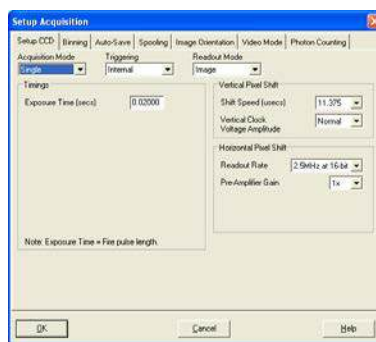 Setup Acquisition
Setup CCD Binning Auto-Save Spooling Image Orientation Video Mode Photon Counting
Acquisition Mode Triggering Readout Mode
Single Internal Image
Timings
Exposure Time (secs) 0.02000
Note: Exposure Time = Fire pulse length.
Vertical Pixel Shift
Shift Speed (usecs) 11.375
Vertical Clock
Voltage Amplitude Normal
Horizontal Pixel Shift
Readout Rate 2.5MHz at 16-bit
Pre-Amplifier Gain 1x
OK Cancel Help